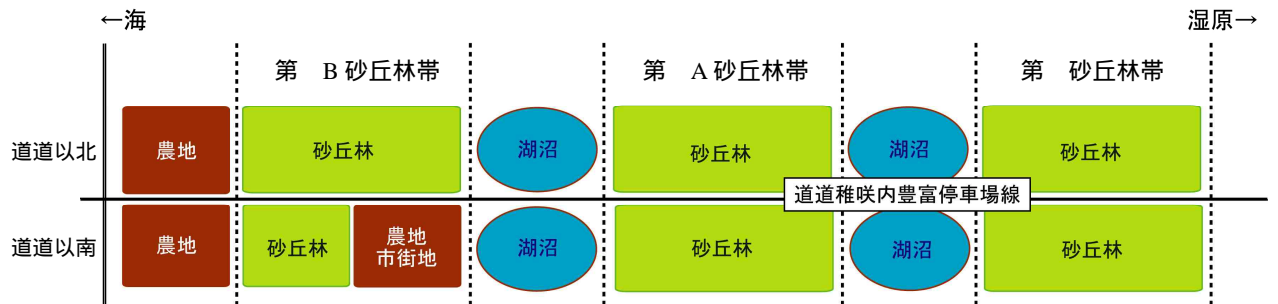 ←海
湿原→
第　B砂丘林帯
第　A砂丘林帯
第　砂丘林帯
道道以北
農地
砂丘林
湖沼
砂丘林
湖沼
砂丘林
道道稚咲内豊富停車場線
道道以南
農地
砂丘林
農地
市街地
湖沼
砂丘林
湖沼
砂丘林